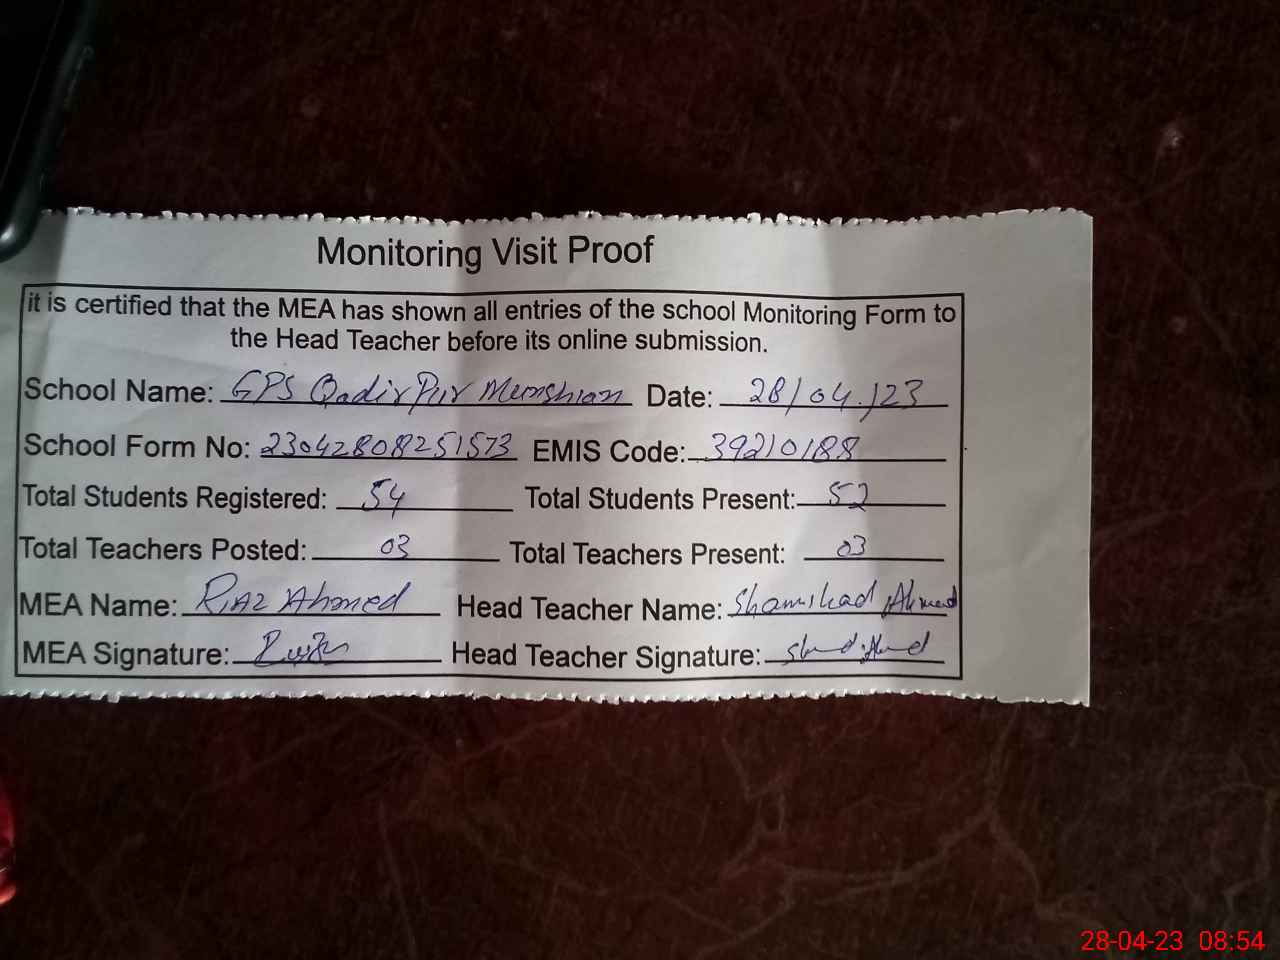 Monitoring Visit Proof
it is certified that the MEA has shown all entries of the school Monitoring Form to
the Head Teacher before its online submission.
School Name: GPS Qadir Pur Memshian Date: 28/04/23
School Form No: 23042808251573 EMIS Code: 39210188
Total Students Registered: 54 Total Students Present: 52
Total Teachers Posted: 03 Total Teachers Present: 03
MEA Name: Riaz Ahmed Head Teacher Name: Shamshad Ahmed
MEA Signature: Head Teacher Signature:
28-04-23 08:54